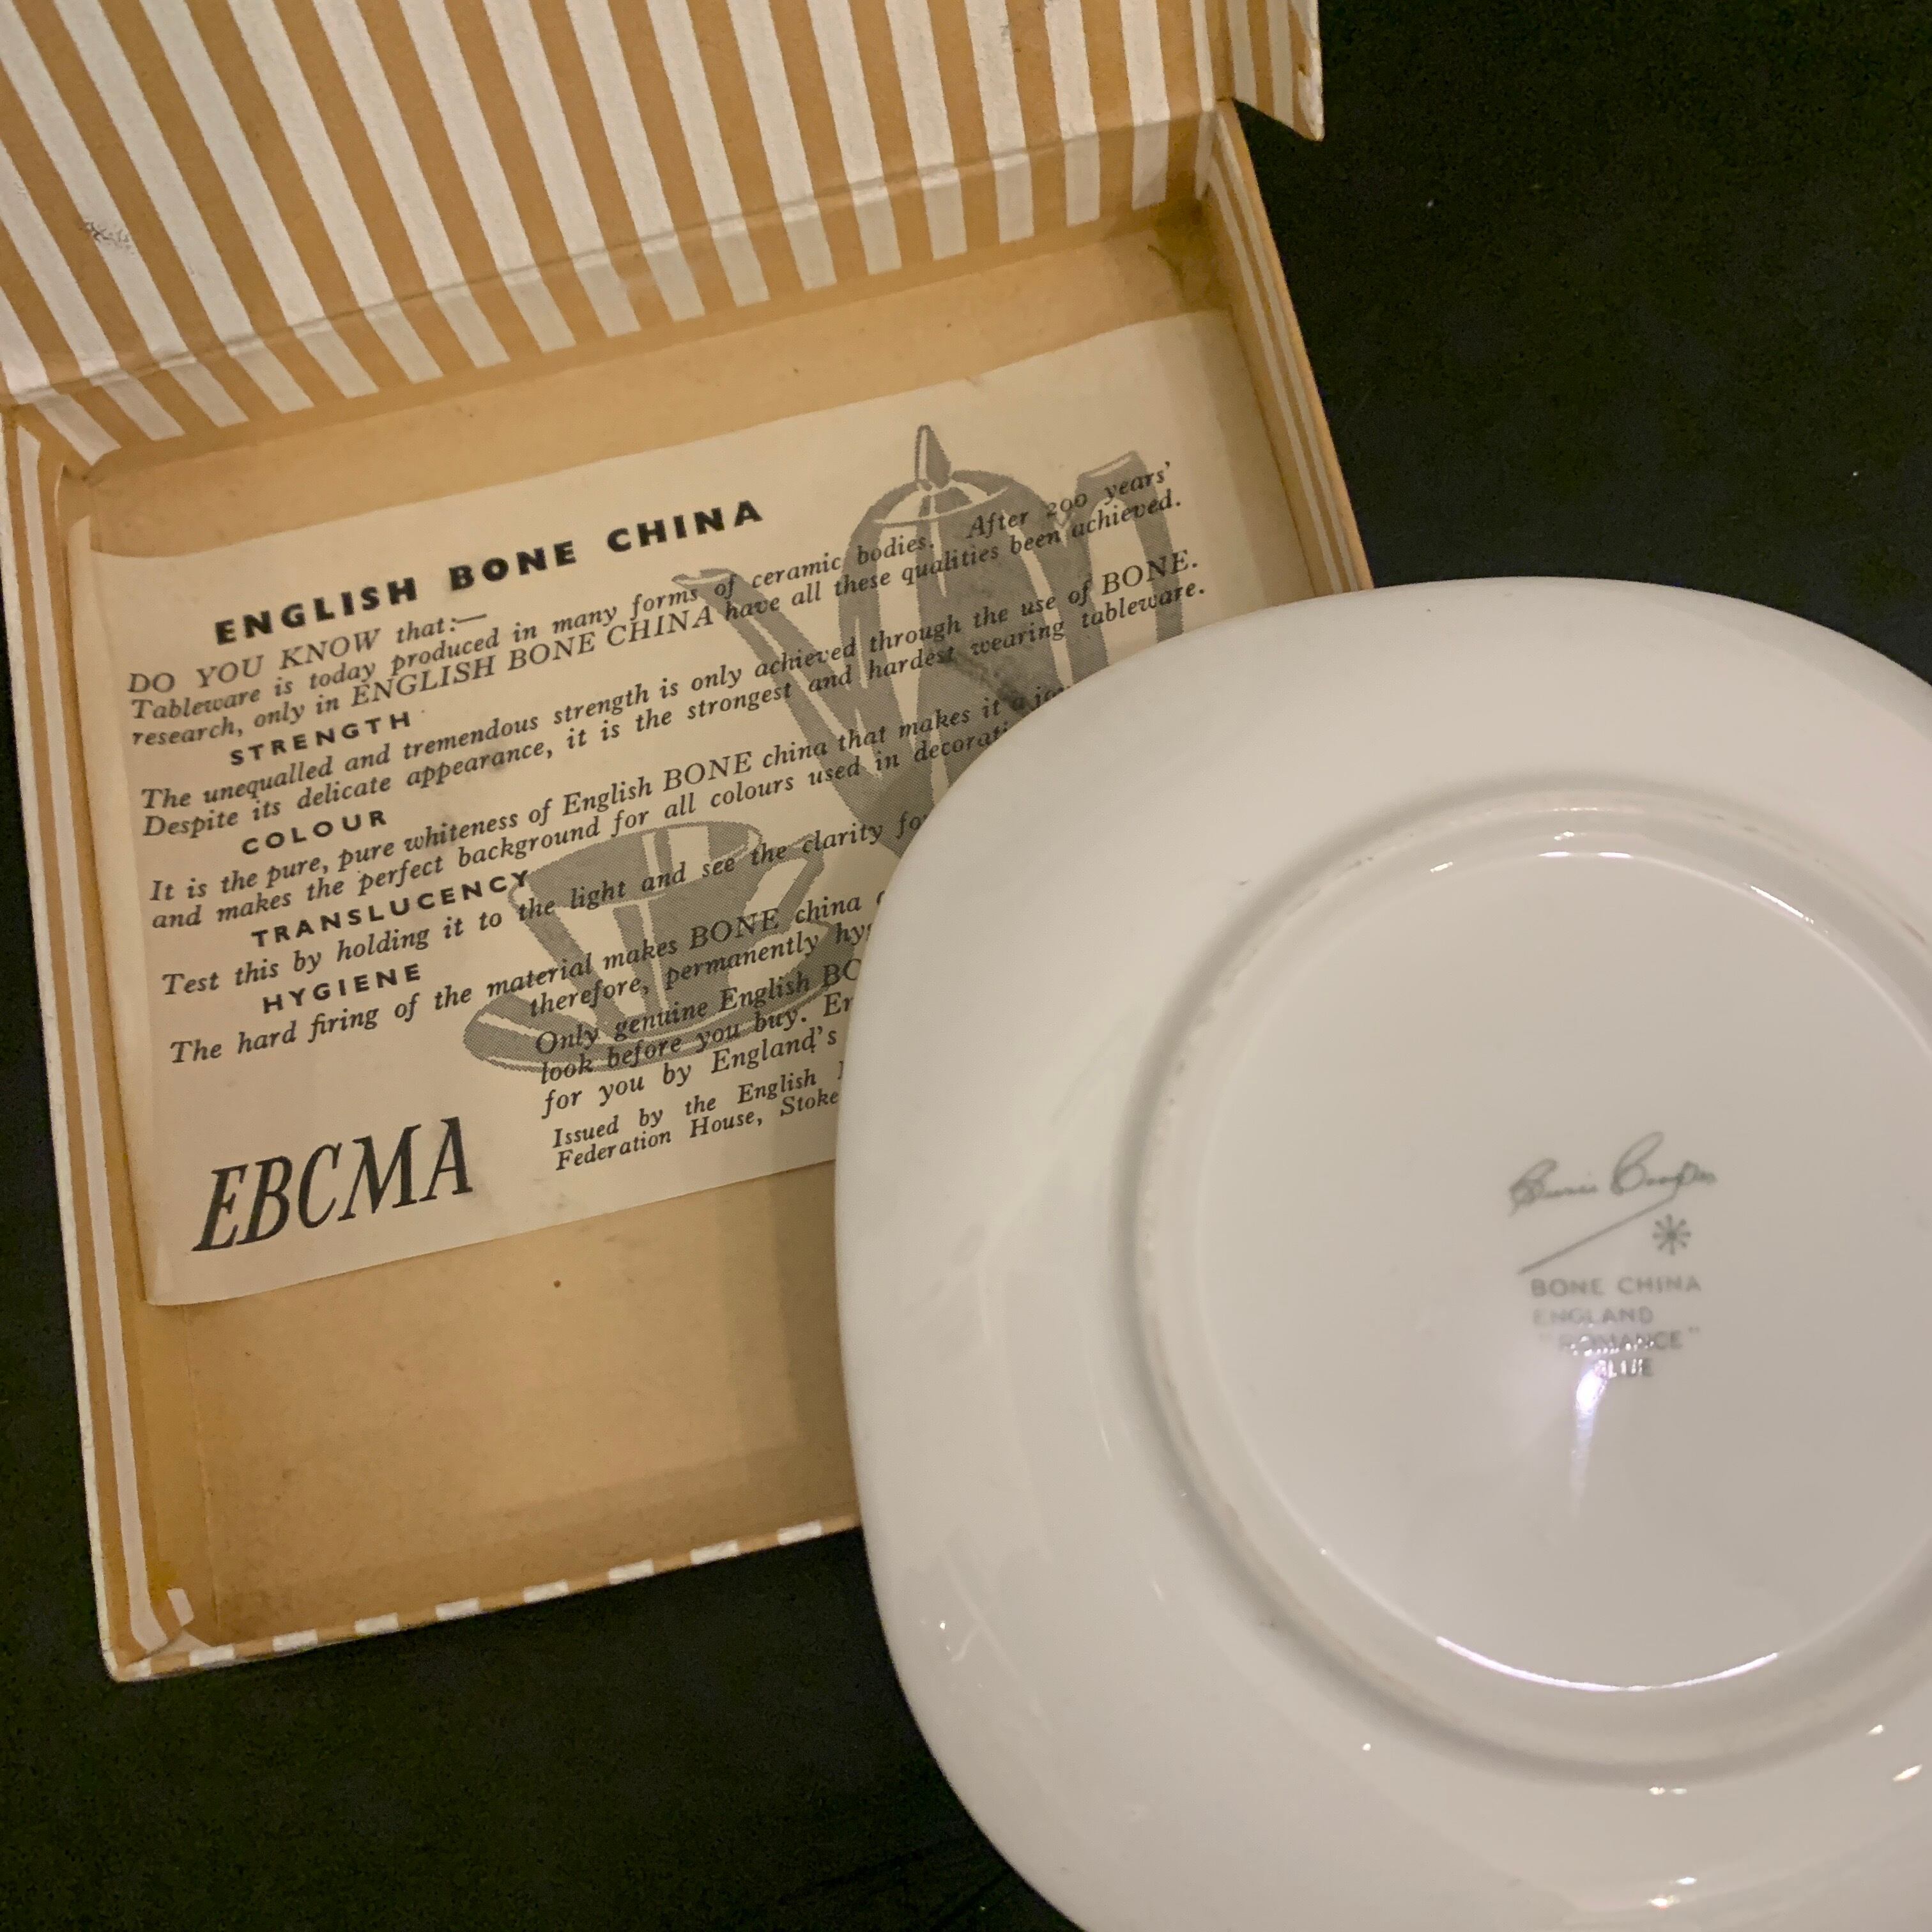 ENGLISH BONE CHINA
DO YOU KNOW that:—
Tableware is today produced in many forms of ceramic bodies. After 200 years'
research, only in ENGLISH BONE CHINA have all these qualities been achieved.
STRENGTH
The unequalled and tremendous strength is only achieved through the use of BONE.
Despite its delicate appearance, it is the strongest and hardest wearing tableware.
COLOUR
It is the pure, pure whiteness of English BONE china that makes it a
and makes the perfect background for all colours used in
TRANSLUCENCY
Test this by holding it to the light and see the clarity
HYGIENE
The hard firing of the material makes BONE china
therefore, permanently
Only genuine English
look before you buy.
for you by England's
Issued by the English
Federation House, Stoke
EBCMA
Susie Cooper
BONE CHINA
ENGLAND
"ROMANCE"
BLUE